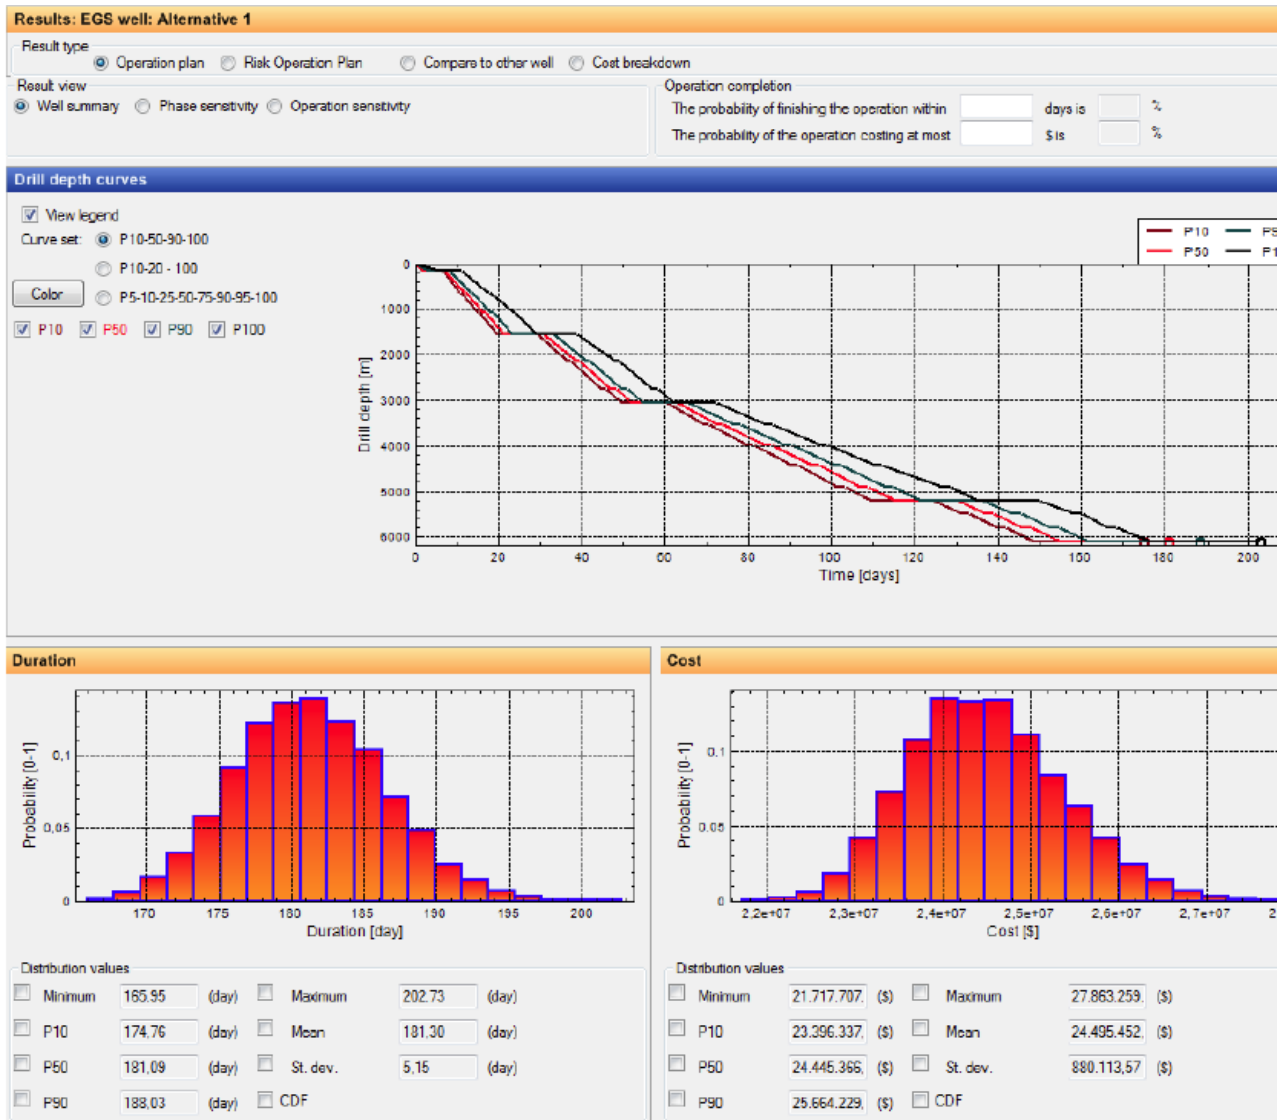 Results: EGS well: Alternative 1
Result type
Operation plan Risk Operation Plan Compare to other well Cost breakdown
Result view
Well summary Phase sensitivity Operation sensitivity
Operation completion
The probability of finishing the operation within days is %
The probability of the operation costing at most $ is %
Drill depth curves
View legend
Curve set: P10-50-90-100
P10-20 - 100
Color P5-10-25-50-75-90-95-100
P10 P50 P90 P100
P10
P50
Drill depth [m]
0
1000
2000
3000
4000
5000
6000
0 20 40 60 80 100 120 140 160 180 200
Time [days]
Duration
Probability [0-1]
0,1
0,05
0
170 175 180 185 190 195 200
Duration [day]
Distribution values
Minimum 165.95 (day) Maximum 202.73 (day)
P10 174,76 (day) Mean 181,30 (day)
P50 181,09 (day) St. dev. 5,15 (day)
P90 188,03 (day) CDF
Cost
Probability [0-1]
0.1
0.05
0
2,2e+07 2,3e+07 2,4e+07 2,5e+07 2,6e+07 2,7e+07
Cost [$]
Distribution values
Minimum 21.717.707, ($) Maximum 27.863.259, ($)
P10 23.396.337, ($) Mean 24.495.452, ($)
P50 24.445.366, ($) St. dev. 880.113,57 ($)
P90 25.664.229, ($) CDF